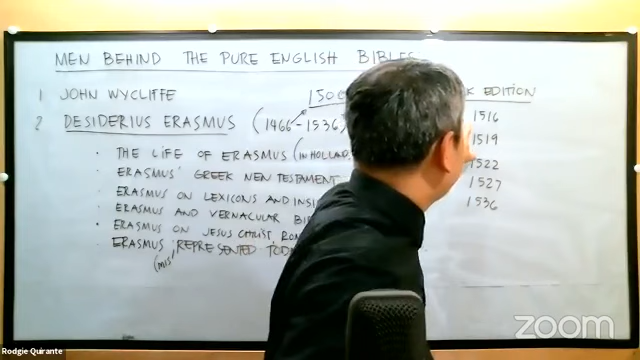 MEN BEHIND THE PURE ENGLISH BIBLES
1 JOHN WYCLIFFE
2 DESIDERIUS ERASMUS (1466-1536)
• THE LIFE OF ERASMUS (IN HOLLAND,
• ERASMUS' GREEK NEW TESTAMENT
• ERASMUS ON LEXICONS AND
• ERASMUS AND VERNACULAR
• ERASMUS ON JESUS CHRIST,
• ERASMUS, REPRESENTED
(MIS)
EDITION
1516
1519
1522
1527
1536
zoom
Rodgie Quirante